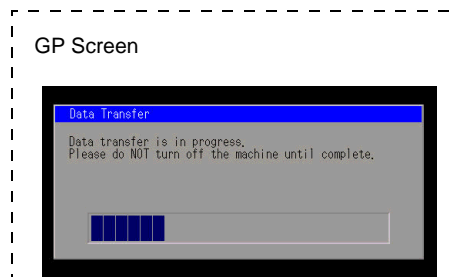 GP Screen
Data Transfer
Data transfer is in progress.
Please do NOT turn off the machine until complete.